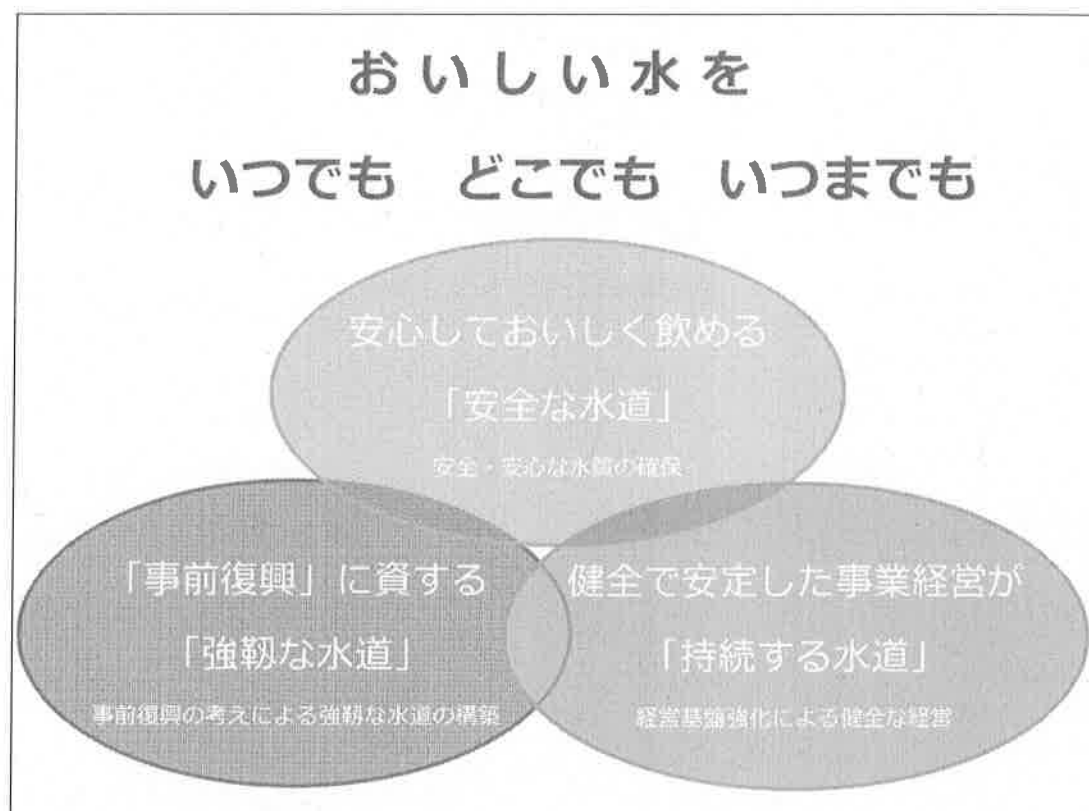 おいしい水を
いつでも　どこでも　いつまでも
安心しておいしく飲める
「安全な水道」
安全・安心な水質の確保
「事前復興」に資する
「強靱な水道」
事前復興の考えによる強靱な水道の構築
健全で安定した事業経営が
「持続する水道」
経営基盤強化による健全な経営